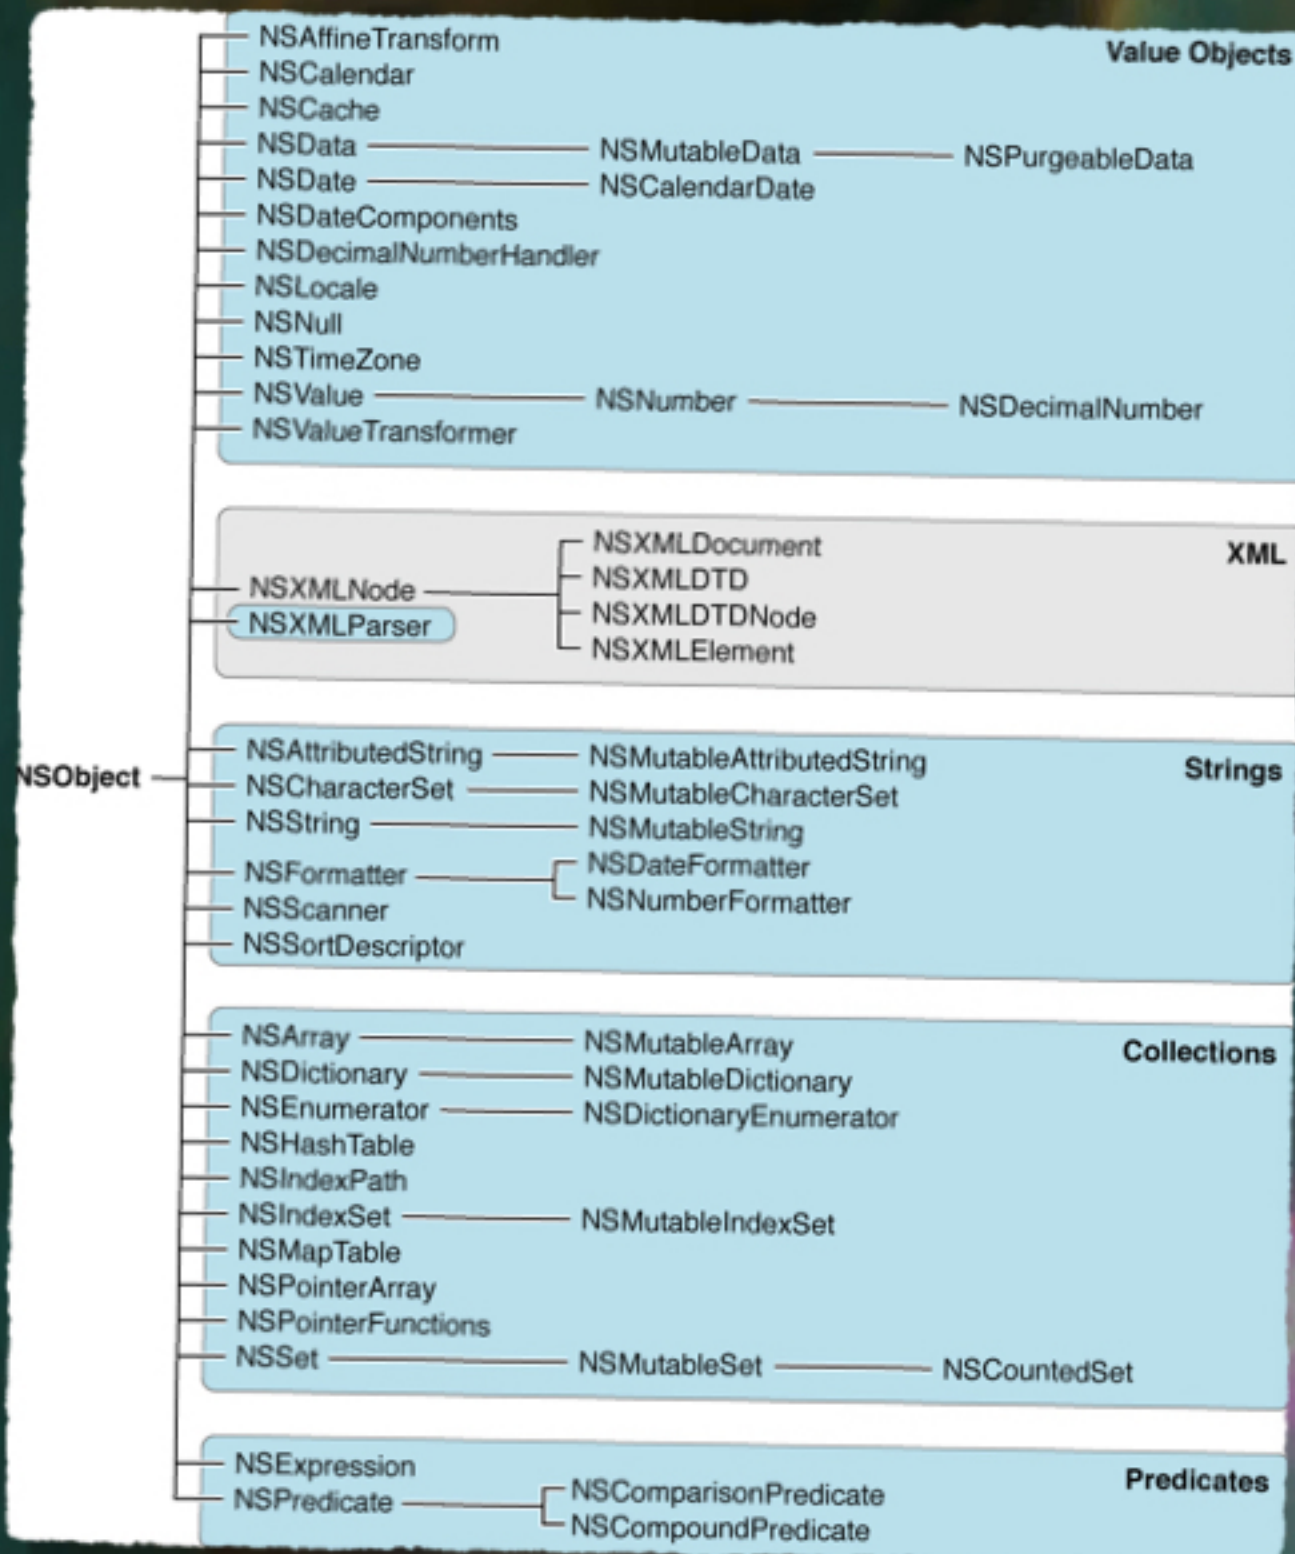 Value Objects
NSAffineTransform
NSCalendar
NSCache
NSData NSMutableData NSPurgeableData
NSDate NSCalendarDate
NSDateComponents
NSDecimalNumberHandler
NSLocale
NSNull
NSTimeZone
NSValue NSNumber NSDecimalNumber
NSValueTransformer
XML
NSXMLNode
NSXMLDocument
NSXMLDTD
NSXMLDTDNode
NSXMLElement
NSXMLParser
NSObject
Strings
NSAttributedString NSMutableAttributedString
NSCharacterSet NSMutableCharacterSet
NSString NSMutableString
NSFormatter
NSDateFormatter
NSNumberFormatter
NSScanner
NSSortDescriptor
Collections
NSArray NSMutableArray
NSDictionary NSMutableDictionary
NSEnumerator NSDictionaryEnumerator
NSHashTable
NSIndexPath
NSIndexSet NSMutableIndexSet
NSMapTable
NSPointerArray
NSPointerFunctions
NSSet NSMutableSet NSCountedSet
Predicates
NSExpression
NSPredicate
NSComparisonPredicate
NSCompoundPredicate